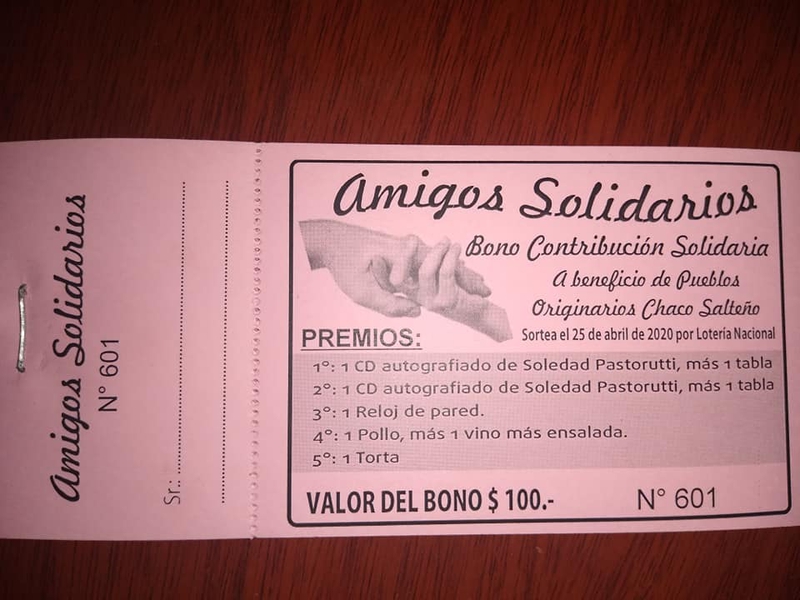 Amigos Solidarios
N° 601
Sr.:
Amigos Solidarios
Bono Contribución Solidaria
A beneficio de Pueblos
Originarios Chaco Salteño
Sortea el 25 de abril de 2020 por Lotería Nacional
PREMIOS:
1°: 1 CD autografiado de Soledad Pastorutti, más 1 tabla
2°: 1 CD autografiado de Soledad Pastorutti, más 1 tabla
3°: 1 Reloj de pared.
4°: 1 Pollo, más 1 vino más ensalada.
5°: 1 Torta
VALOR DEL BONO $ 100.- N° 601